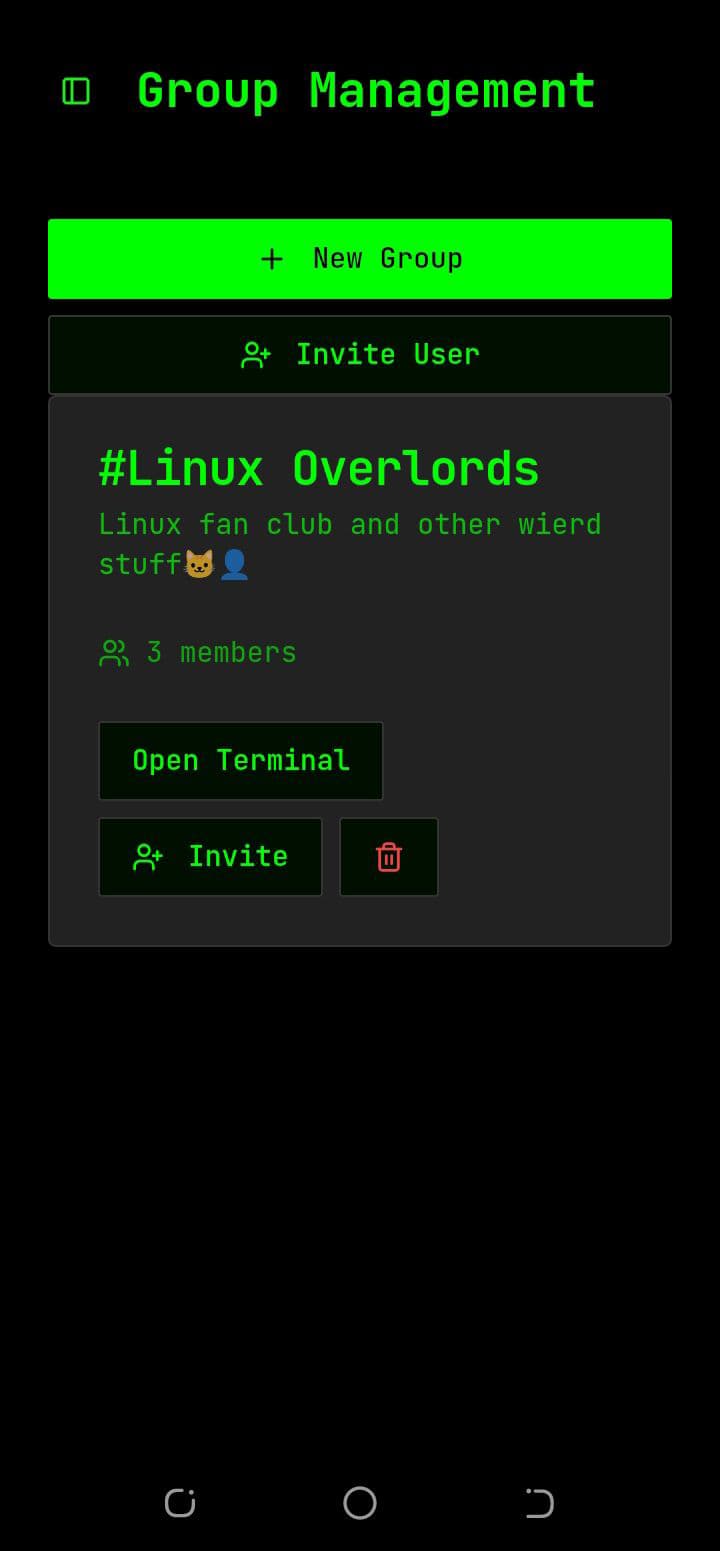 Group Management
New Group
Invite User
#Linux Overlords
Linux fan club and other wierd
stuff🐱👤
3 members
Open Terminal
Invite